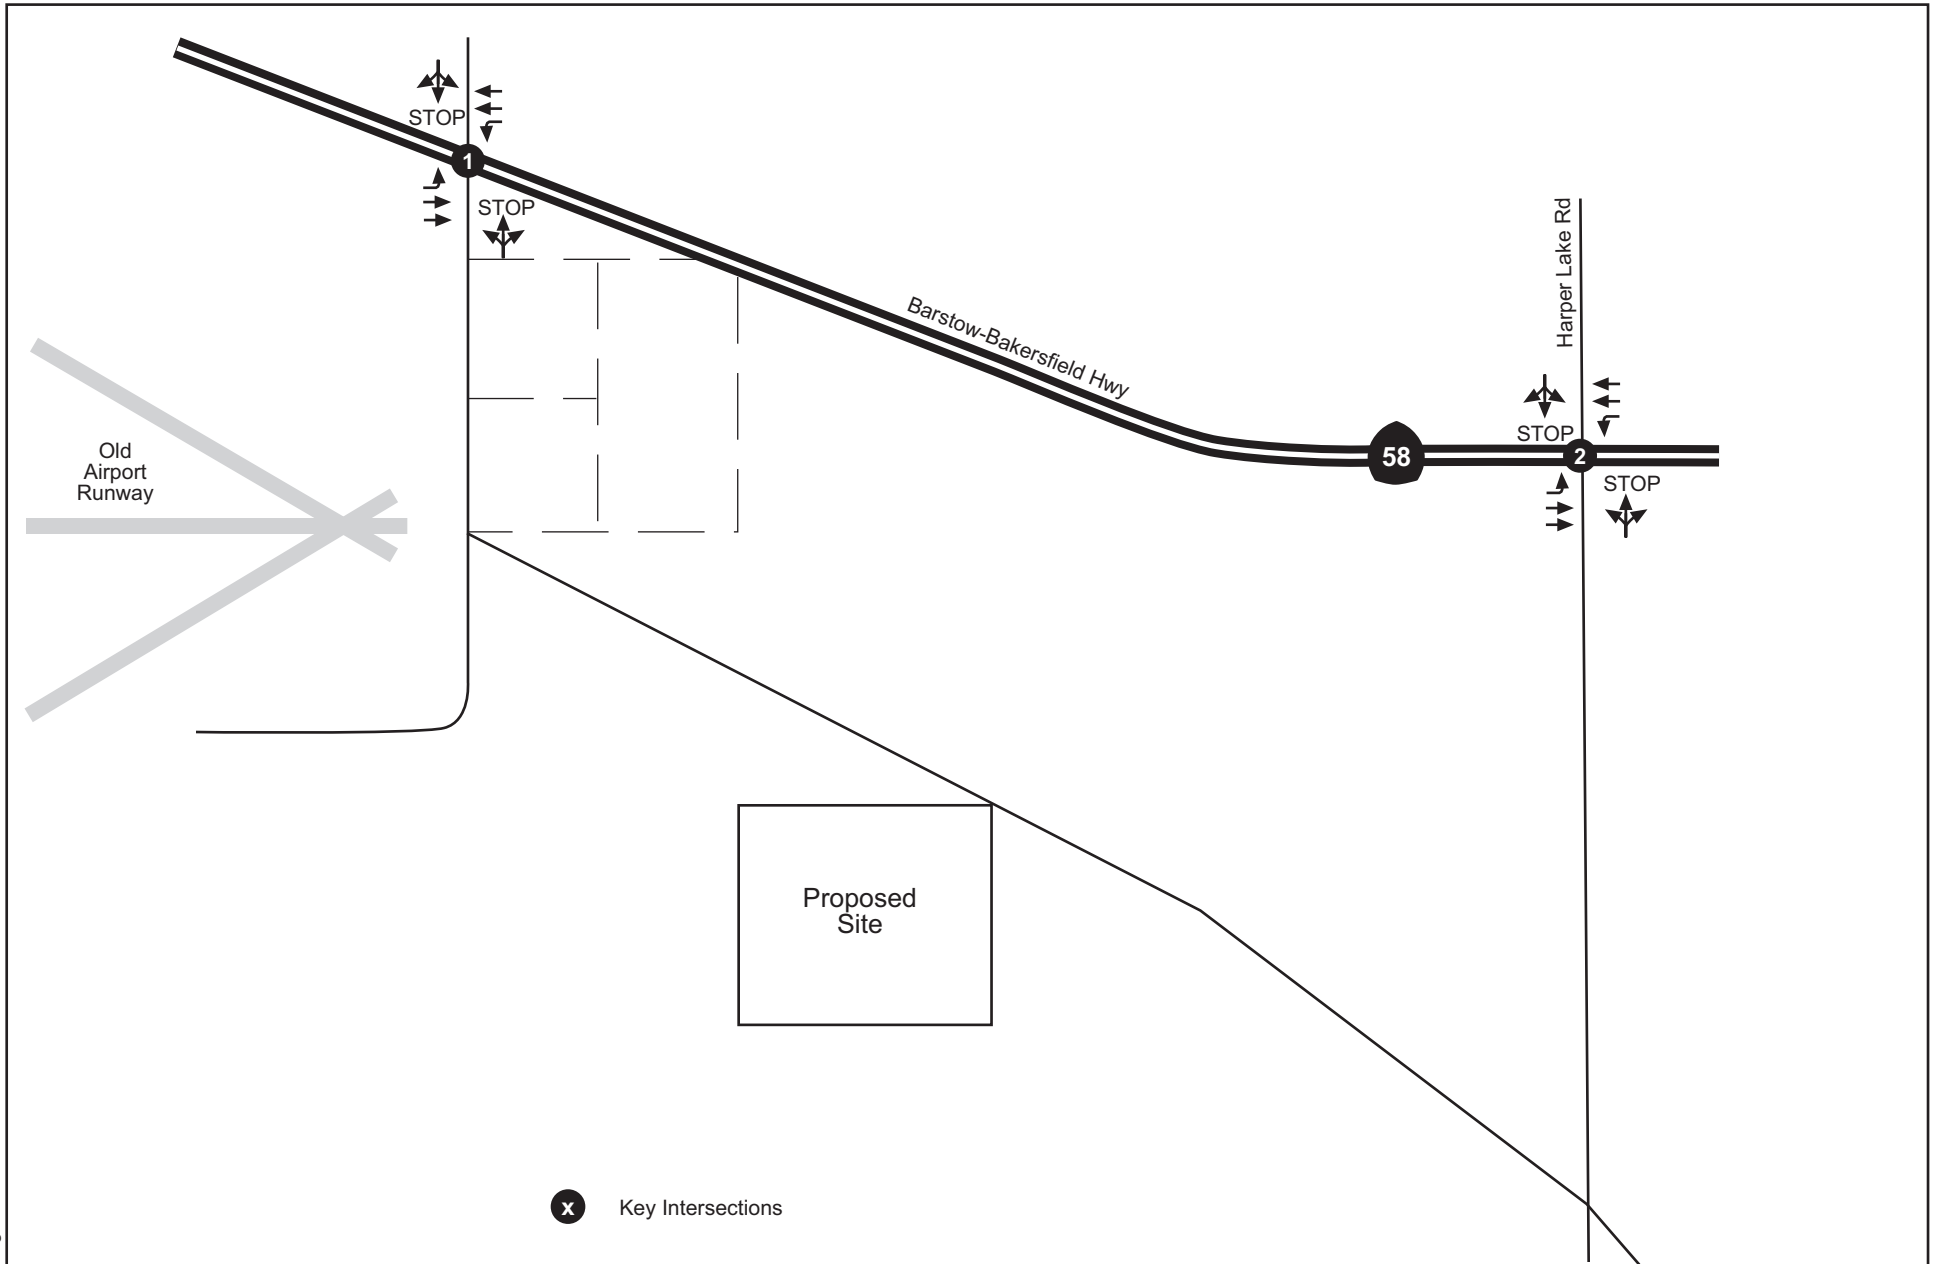 STOP
1
STOP
Harper Lake Rd
Barstow-Bakersfield Hwy
STOP
58
2
STOP
Old
Airport
Runway
Proposed
Site
x
Key Intersections